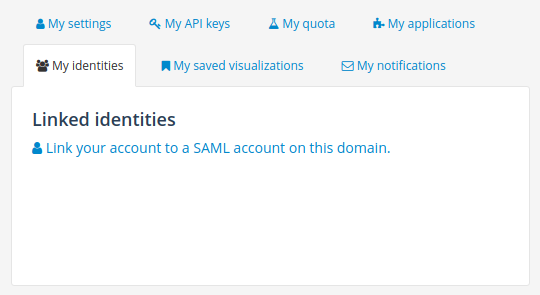 My settings My API keys My quota My applications
My identities My saved visualizations My notifications
Linked identities
Link your account to a SAML account on this domain.